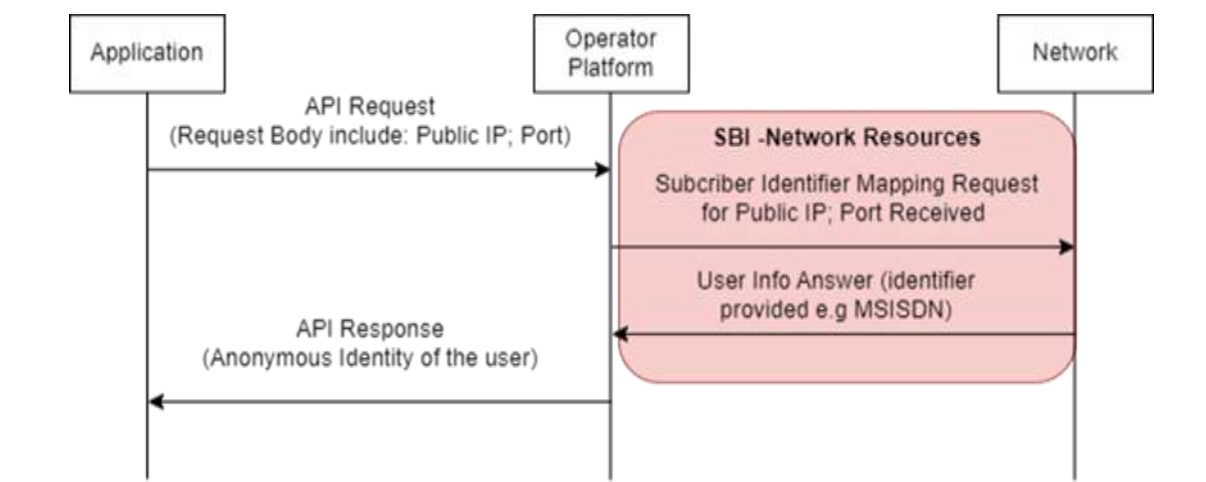 Application
Operator
Platform
Network
API Request
(Request Body include: Public IP; Port)
SBI -Network Resources
Subcriber Identifier Mapping Request
for Public IP; Port Received
User Info Answer (identifier
provided e.g MSISDN)
API Response
(Anonymous Identity of the user)